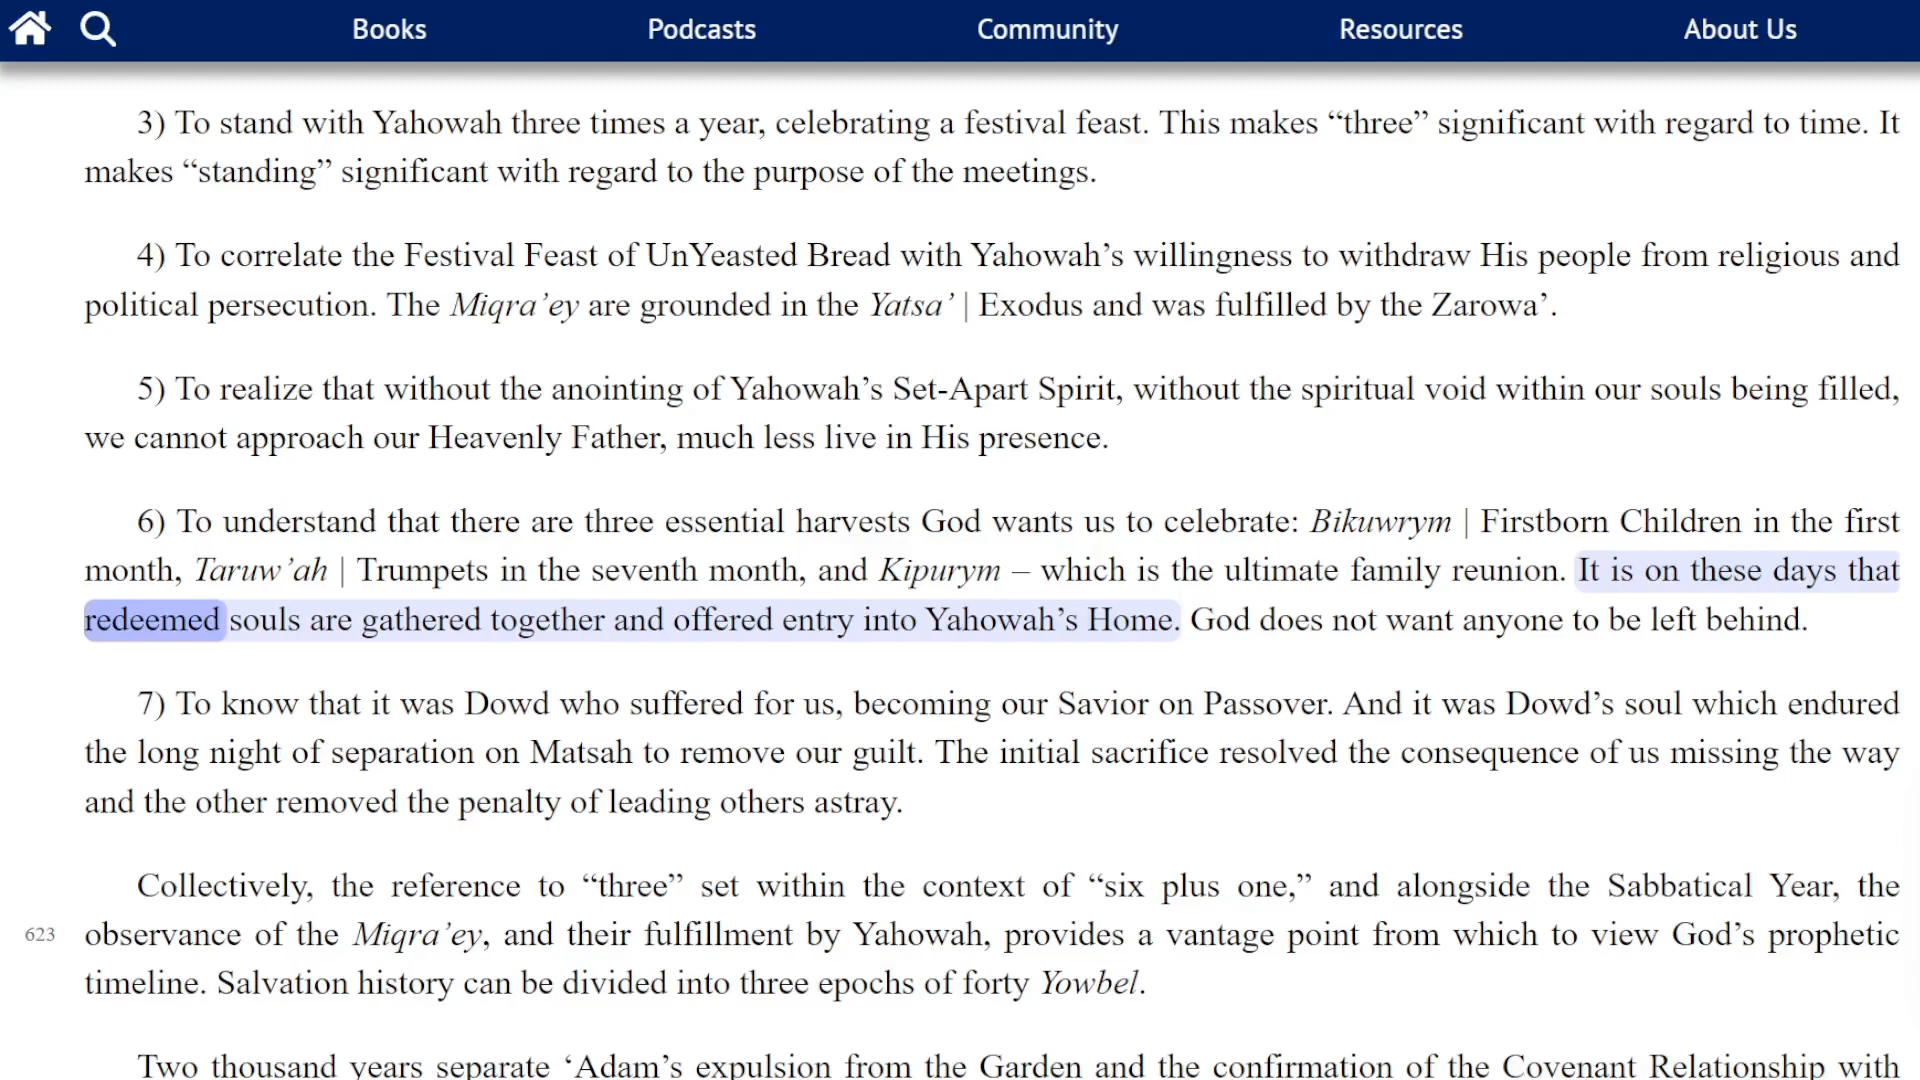 Books Podcasts Community Resources About Us
3) To stand with Yahowah three times a year, celebrating a festival feast. This makes “three” significant with regard to time. It
makes “standing” significant with regard to the purpose of the meetings.
4) To correlate the Festival Feast of UnYeasted Bread with Yahowah’s willingness to withdraw His people from religious and
political persecution. The Miqra’ey are grounded in the Yatsa’ | Exodus and was fulfilled by the Zarowa’.
5) To realize that without the anointing of Yahowah’s Set-Apart Spirit, without the spiritual void within our souls being filled,
we cannot approach our Heavenly Father, much less live in His presence.
6) To understand that there are three essential harvests God wants us to celebrate: Bikuwrym | Firstborn Children in the first
month, Taruw’ah | Trumpets in the seventh month, and Kipurym – which is the ultimate family reunion. It is on these days that
redeemed souls are gathered together and offered entry into Yahowah’s Home. God does not want anyone to be left behind.
7) To know that it was Dowd who suffered for us, becoming our Savior on Passover. And it was Dowd’s soul which endured
the long night of separation on Matsah to remove our guilt. The initial sacrifice resolved the consequence of us missing the way
and the other removed the penalty of leading others astray.
Collectively, the reference to “three” set within the context of “six plus one,” and alongside the Sabbatical Year, the
623 observance of the Miqra’ey, and their fulfillment by Yahowah, provides a vantage point from which to view God’s prophetic
timeline. Salvation history can be divided into three epochs of forty Yowbel.
Two thousand years separate ‘Adam’s expulsion from the Garden and the confirmation of the Covenant Relationship with